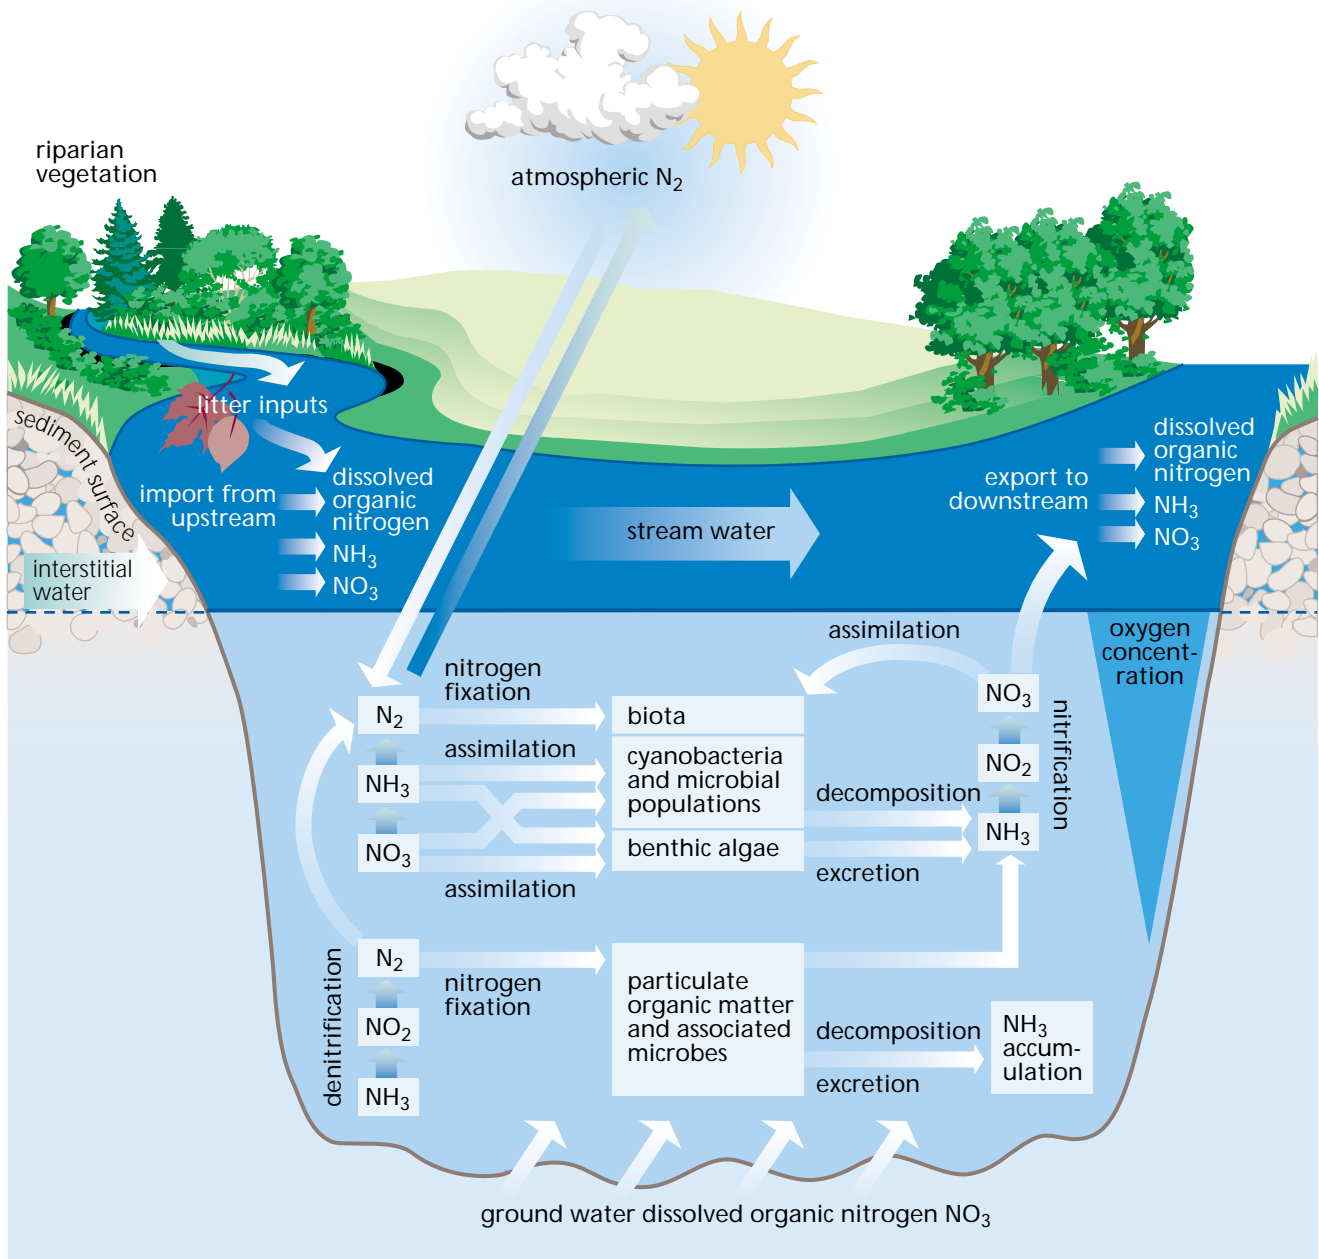 riparian
vegetation
atmospheric N₂
litter inputs
sediment surface
import from
upstream
dissolved
organic
nitrogen
NH₃
NO₃
interstitial
water
stream water
export to
downstream
dissolved
organic
nitrogen
NH₃
NO₃
oxygen
concent-
ration
assimilation
nitrogen
fixation
N₂
NH₃
NO₃
assimilation
assimilation
biota
cyanobacteria
and microbial
populations
benthic algae
decomposition
excretion
NO₃
NO₂
NH₃
nitrification
denitrification
N₂
NO₂
NH₃
nitrogen
fixation
particulate
organic matter
and associated
microbes
decomposition
excretion
NH₃
accum-
ulation
ground water dissolved organic nitrogen NO₃